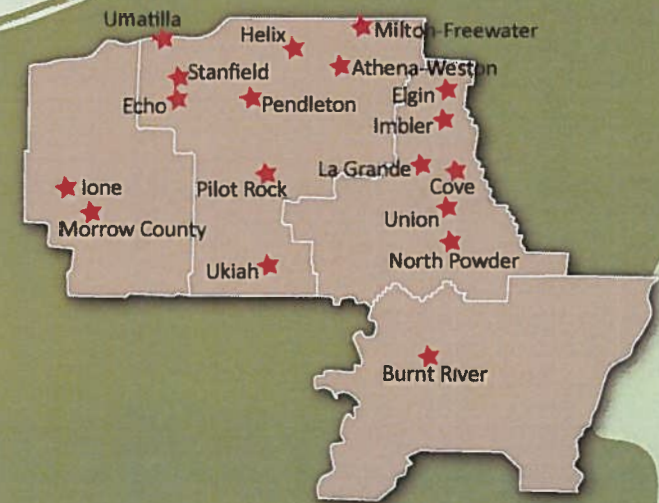 Umatilla
Helix
Milton-Freewater
Stanfield
Athena-Weston
Echo
Pendleton
Elgin
Imbler
Ione
Pilot Rock
La Grande
Cove
Morrow County
Union
Ukiah
North Powder
Burnt River